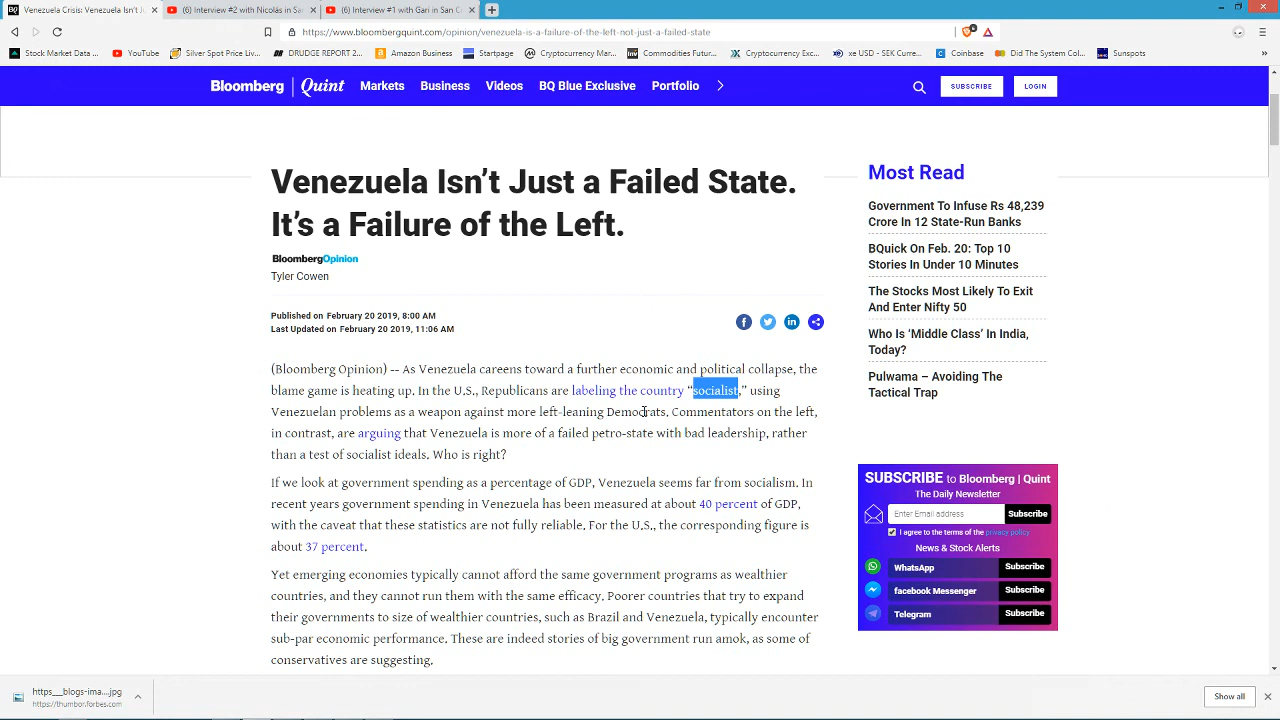 Venezuela Crisis: Venezuela Isn't J
(6) Interview #2 with Nicolás in Sa
(6) Interview #1 with Gari in San C
https://www.bloombergquint.com/opinion/venezuela-is-a-failure-of-the-left-not-just-a-failed-state
Stock Market Data ...
YouTube
Silver Spot Price Liv...
DRUDGE REPORT 2...
Amazon Business
Startpage
Cryptocurrency Mar...
Commodities Futur...
Cryptocurrency Exc...
xe USD - SEK Curre...
Coinbase
Did The System Col...
Sunspots
Bloomberg | Quint
Markets
Business
Videos
BQ Blue Exclusive
Portfolio
SUBSCRIBE
LOGIN
Venezuela Isn't Just a Failed State.
It's a Failure of the Left.
BloombergOpinion
Tyler Cowen
Published on February 20 2019, 8:00 AM
Last Updated on February 20 2019, 11:06 AM
(Bloomberg Opinion) -- As Venezuela careens toward a further economic and political collapse, the
blame game is heating up. In the U.S., Republicans are labeling the country “socialist,” using
Venezuelan problems as a weapon against more left-leaning Democrats. Commentators on the left,
in contrast, are arguing that Venezuela is more of a failed petro-state with bad leadership, rather
than a test of socialist ideals. Who is right?
If we look at government spending as a percentage of GDP, Venezuela seems far from socialism. In
recent years government spending in Venezuela has been measured at about 40 percent of GDP,
with the caveat that these statistics are not fully reliable. For the U.S., the corresponding figure is
about 37 percent.
Yet emerging economies typically cannot afford the same government programs as wealthier
countries, and they cannot run them with the same efficacy. Poorer countries that try to expand
their governments to size of wealthier countries, such as Brazil and Venezuela, typically encounter
sub-par economic performance. These are indeed stories of big government run amok, as some of
conservatives are suggesting.
Most Read
Government To Infuse Rs 48,239
Crore In 12 State-Run Banks
BQuick On Feb. 20: Top 10
Stories In Under 10 Minutes
The Stocks Most Likely To Exit
And Enter Nifty 50
Who Is ‘Middle Class’ In India,
Today?
Pulwama – Avoiding The
Tactical Trap
SUBSCRIBE to Bloomberg | Quint
The Daily Newsletter
Enter Email address
Subscribe
I agree to the terms of the privacy policy
News & Stock Alerts
WhatsApp
Subscribe
facebook Messenger
Subscribe
Telegram
Subscribe
https__blogs-ima....jpg
https://thumbor.forbes.com
Show all